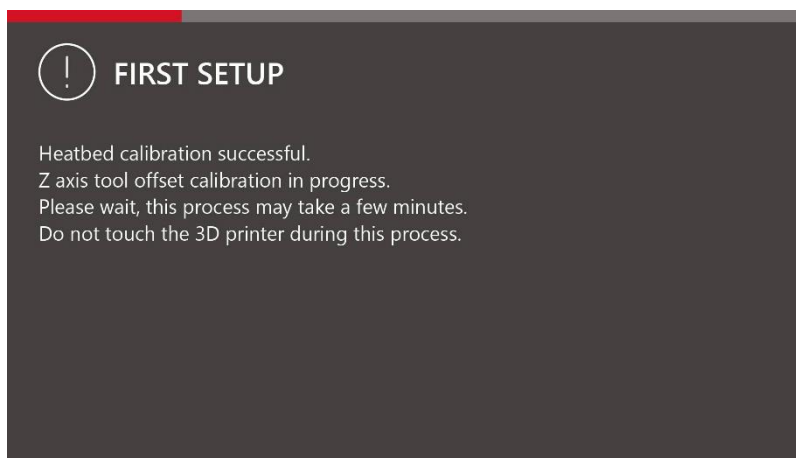 FIRST SETUP
Heatbed calibration successful.
Z axis tool offset calibration in progress.
Please wait, this process may take a few minutes.
Do not touch the 3D printer during this process.